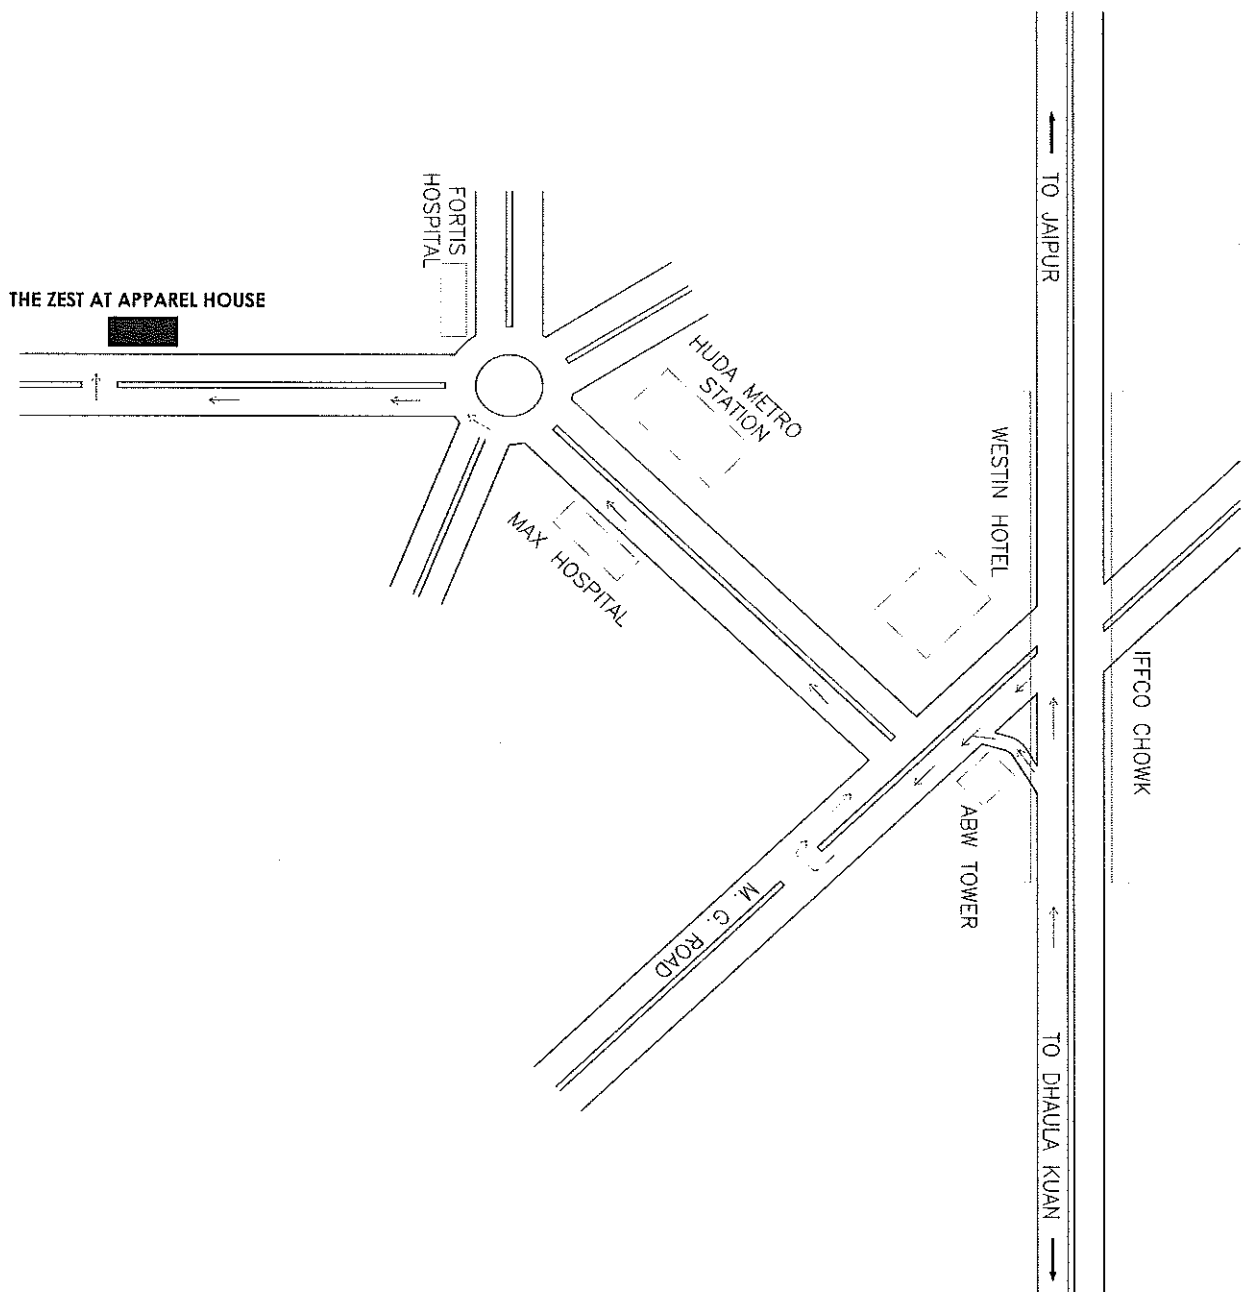 TO JAIPUR
FORTIS
HOSPITAL
THE ZEST AT APPAREL HOUSE
HUDA METRO
STATION
WESTIN HOTEL
MAX HOSPITAL
IFFCO CHOWK
ABW TOWER
M. G. ROAD
TO DHAULA KUAN